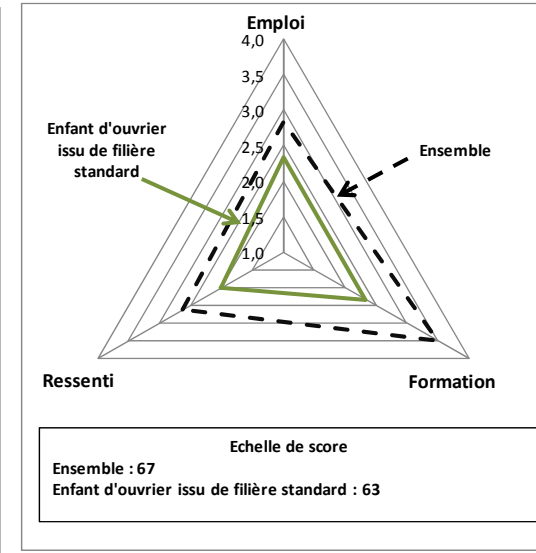 Emploi
4,0
3,5
3,0
2,5
2,0
1,5
1,0
Enfant d'ouvrier
issu de filière
standard
Ensemble
Ressenti
Formation
Echelle de score
Ensemble : 67
Enfant d'ouvrier issu de filière standard : 63